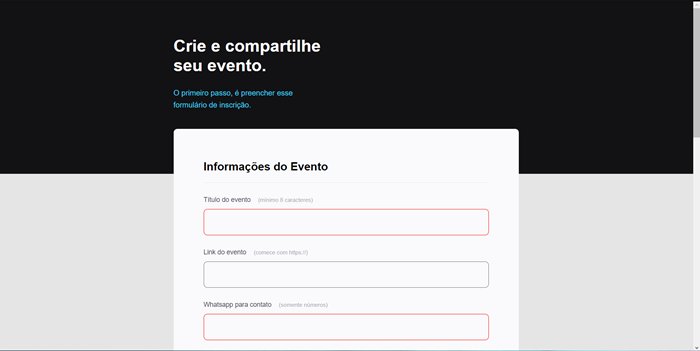 Crie e compartilhe
seu evento.
O primeiro passo, é preencher esse
formulário de inscrição.
Informações do Evento
Título do evento (mínimo 8 caracteres)
Link do evento (comece com https://)
Whatsapp para contato (somente números)